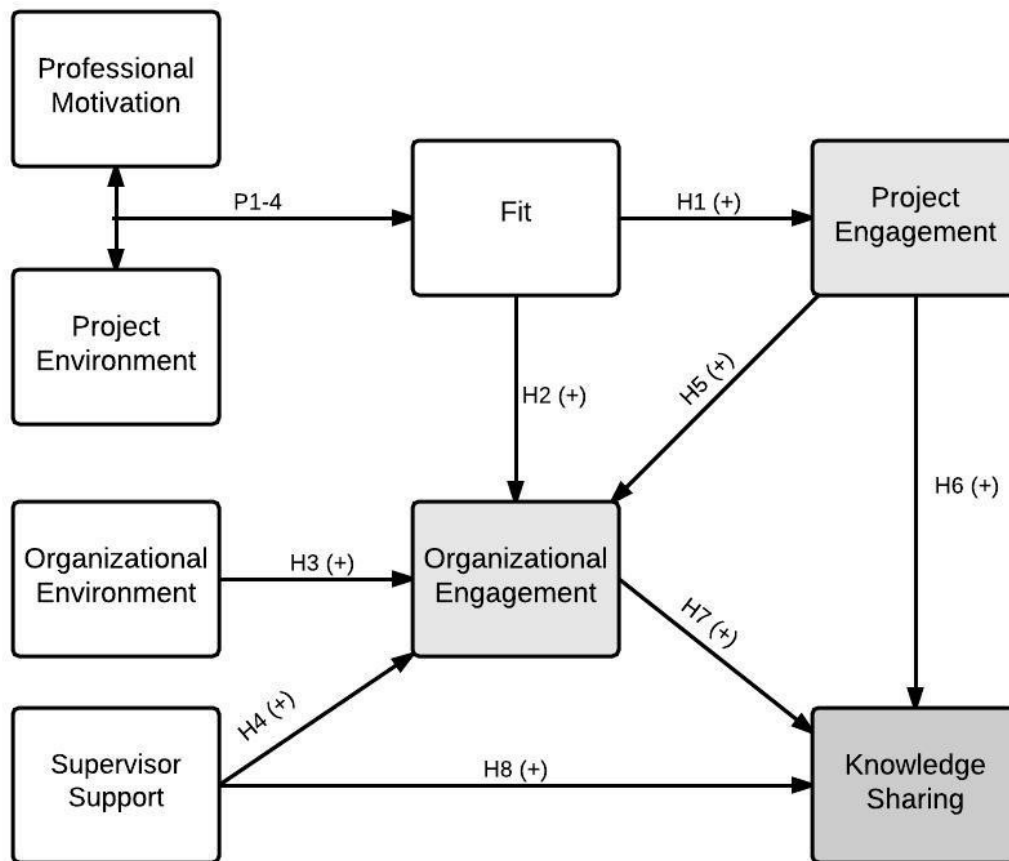 Professional
Motivation
P1-4
Fit
H1 (+)
Project
Engagement
Project
Environment
H2 (+)
H5 (+)
H6 (+)
Organizational
Environment
H3 (+)
Organizational
Engagement
H7 (+)
H4 (+)
Supervisor
Support
H8 (+)
Knowledge
Sharing